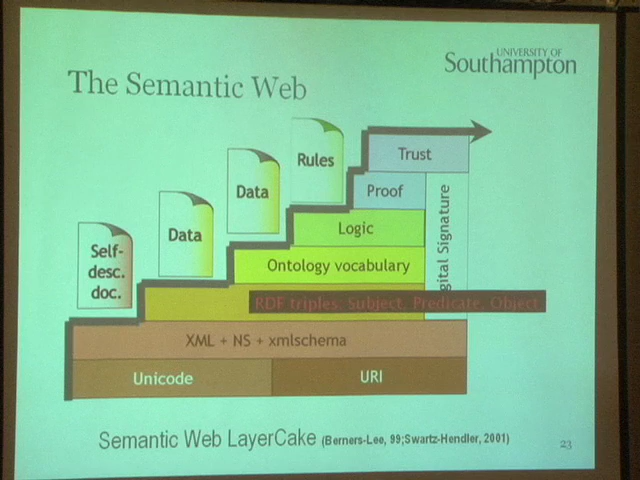 UNIVERSITY OF
Southampton
The Semantic Web
Rules
Trust
Data
Proof
Data
Logic
Self-
desc.
doc.
Ontology vocabulary
gital Signature
RDF triples. Subject, Predicate, Object
XML + NS + xmlschema
Unicode
URI
Semantic Web LayerCake (Berners-Lee, 99;Swartz-Hendler, 2001)
23